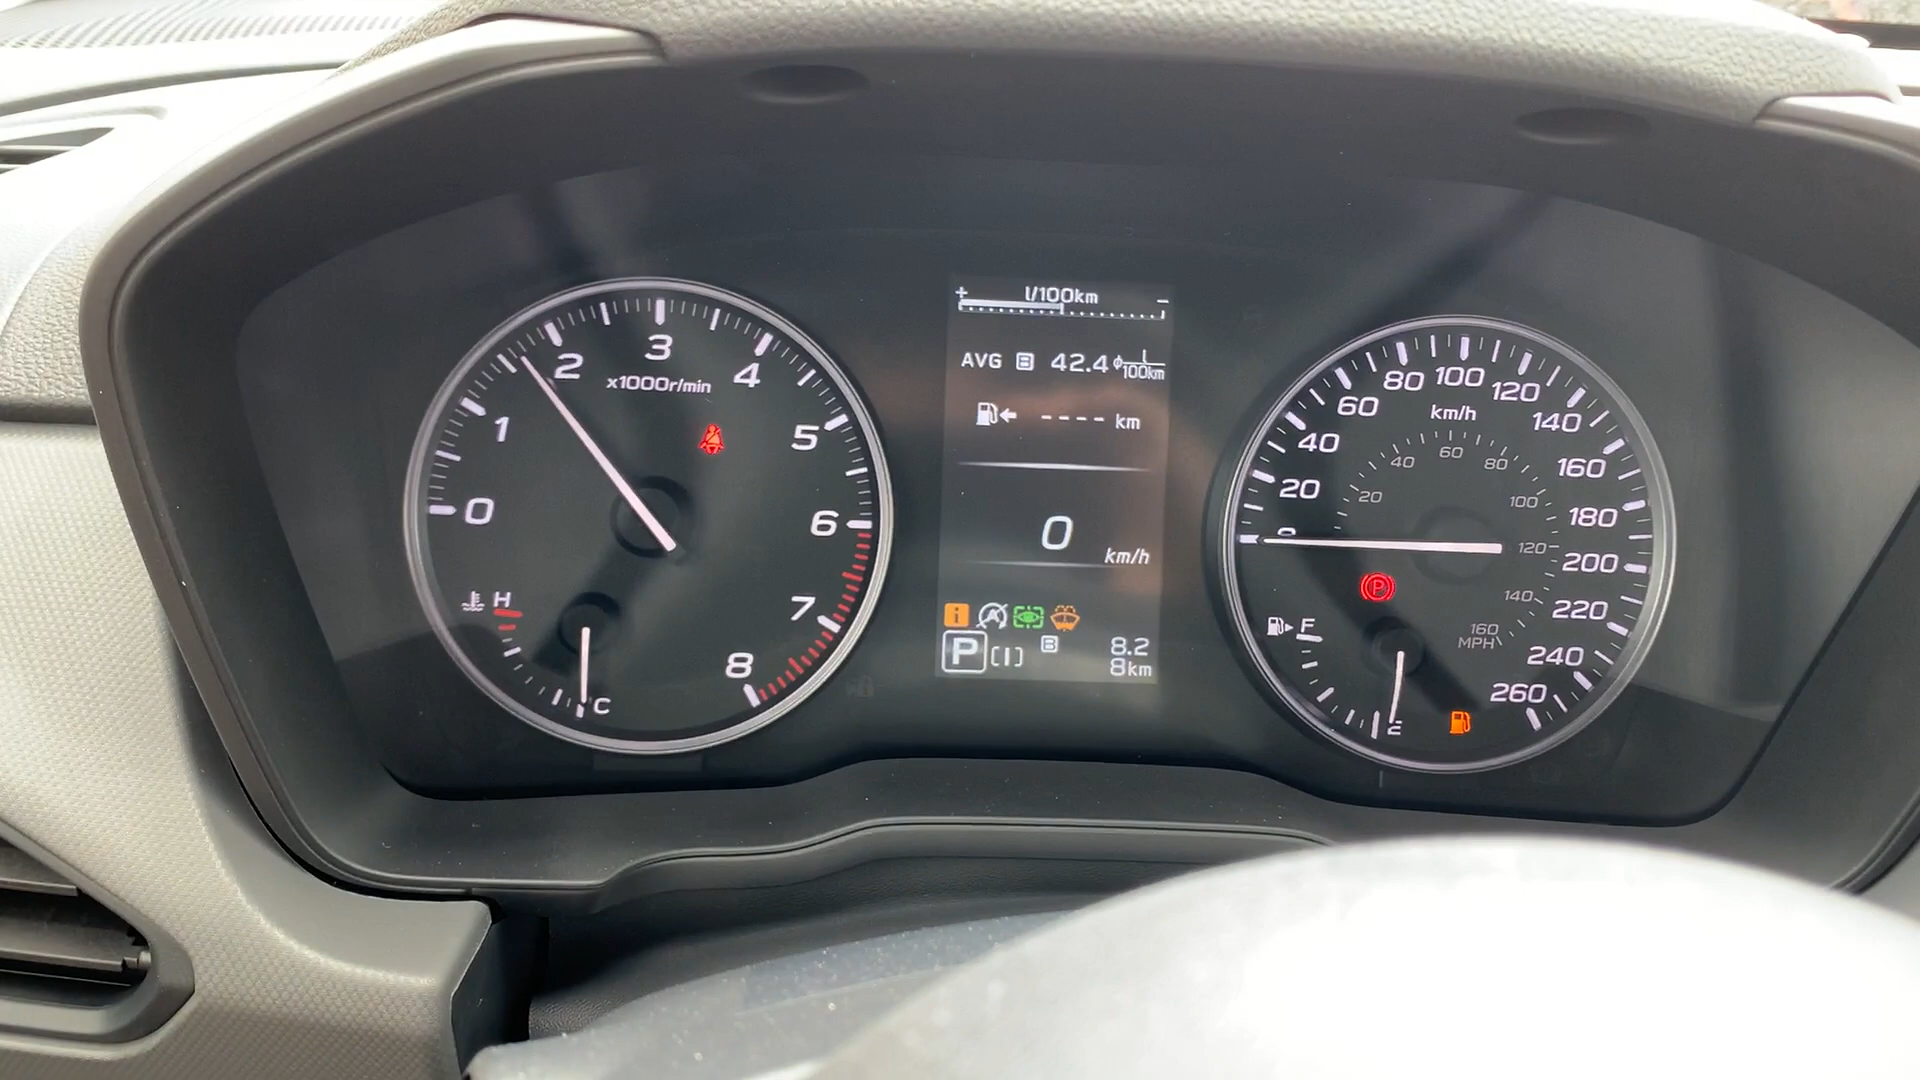 0
1
2
3
4
5
6
7
8
x1000r/min
H
C
+ l/100km −
AVG B 42.4 φ l/100km
---- km
0
km/h
i A
P (I) B 8.2
8km
0
20
40
60
80
100
120
140
160
180
200
220
240
260
km/h
20
40
60
80
100
120
140
160
MPH
P
F
E